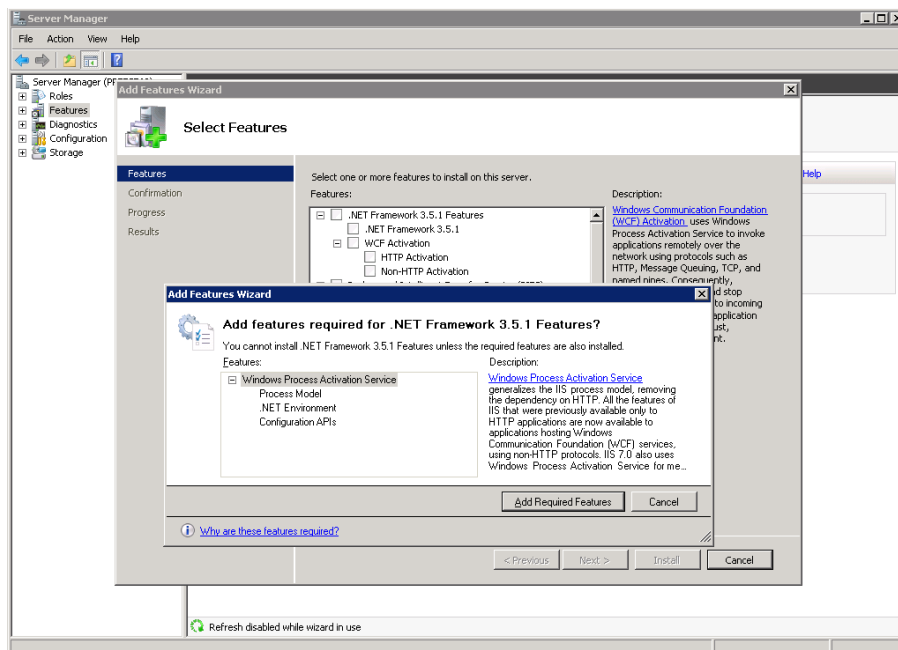 Server Manager
File Action View Help
Server Manager (
Roles
Features
Diagnostics
Configuration
Storage
Add Features Wizard
Select Features
Features
Confirmation
Progress
Results
Select one or more features to install on this server.
Features:
.NET Framework 3.5.1 Features
.NET Framework 3.5.1
WCF Activation
HTTP Activation
Non-HTTP Activation
Description:
Windows Communication Foundation
(WCF) Activation uses Windows
Process Activation Service to invoke
applications remotely over the
network using protocols such as
HTTP, Message Queuing, TCP, and
named pipes. Consequently,
d stop
to incoming
application
ust,
nt.
Help
Add Features Wizard
Add features required for .NET Framework 3.5.1 Features?
You cannot install .NET Framework 3.5.1 Features unless the required features are also installed.
Features:
Windows Process Activation Service
Process Model
.NET Environment
Configuration APIs
Description:
Windows Process Activation Service
generalizes the IIS process model, removing
the dependency on HTTP. All the features of
IIS that were previously available only to
HTTP applications are now available to
applications hosting Windows
Communication Foundation (WCF) services,
using non-HTTP protocols. IIS 7.0 also uses
Windows Process Activation Service for me...
Add Required Features Cancel
Why are these features required?
< Previous Next > Install Cancel
Refresh disabled while wizard in use